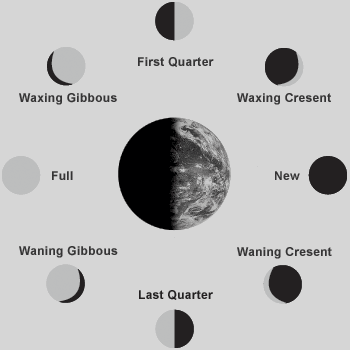 First Quarter
Waxing Gibbous
Waxing Cresent
Full
New
Waning Gibbous
Waning Cresent
Last Quarter